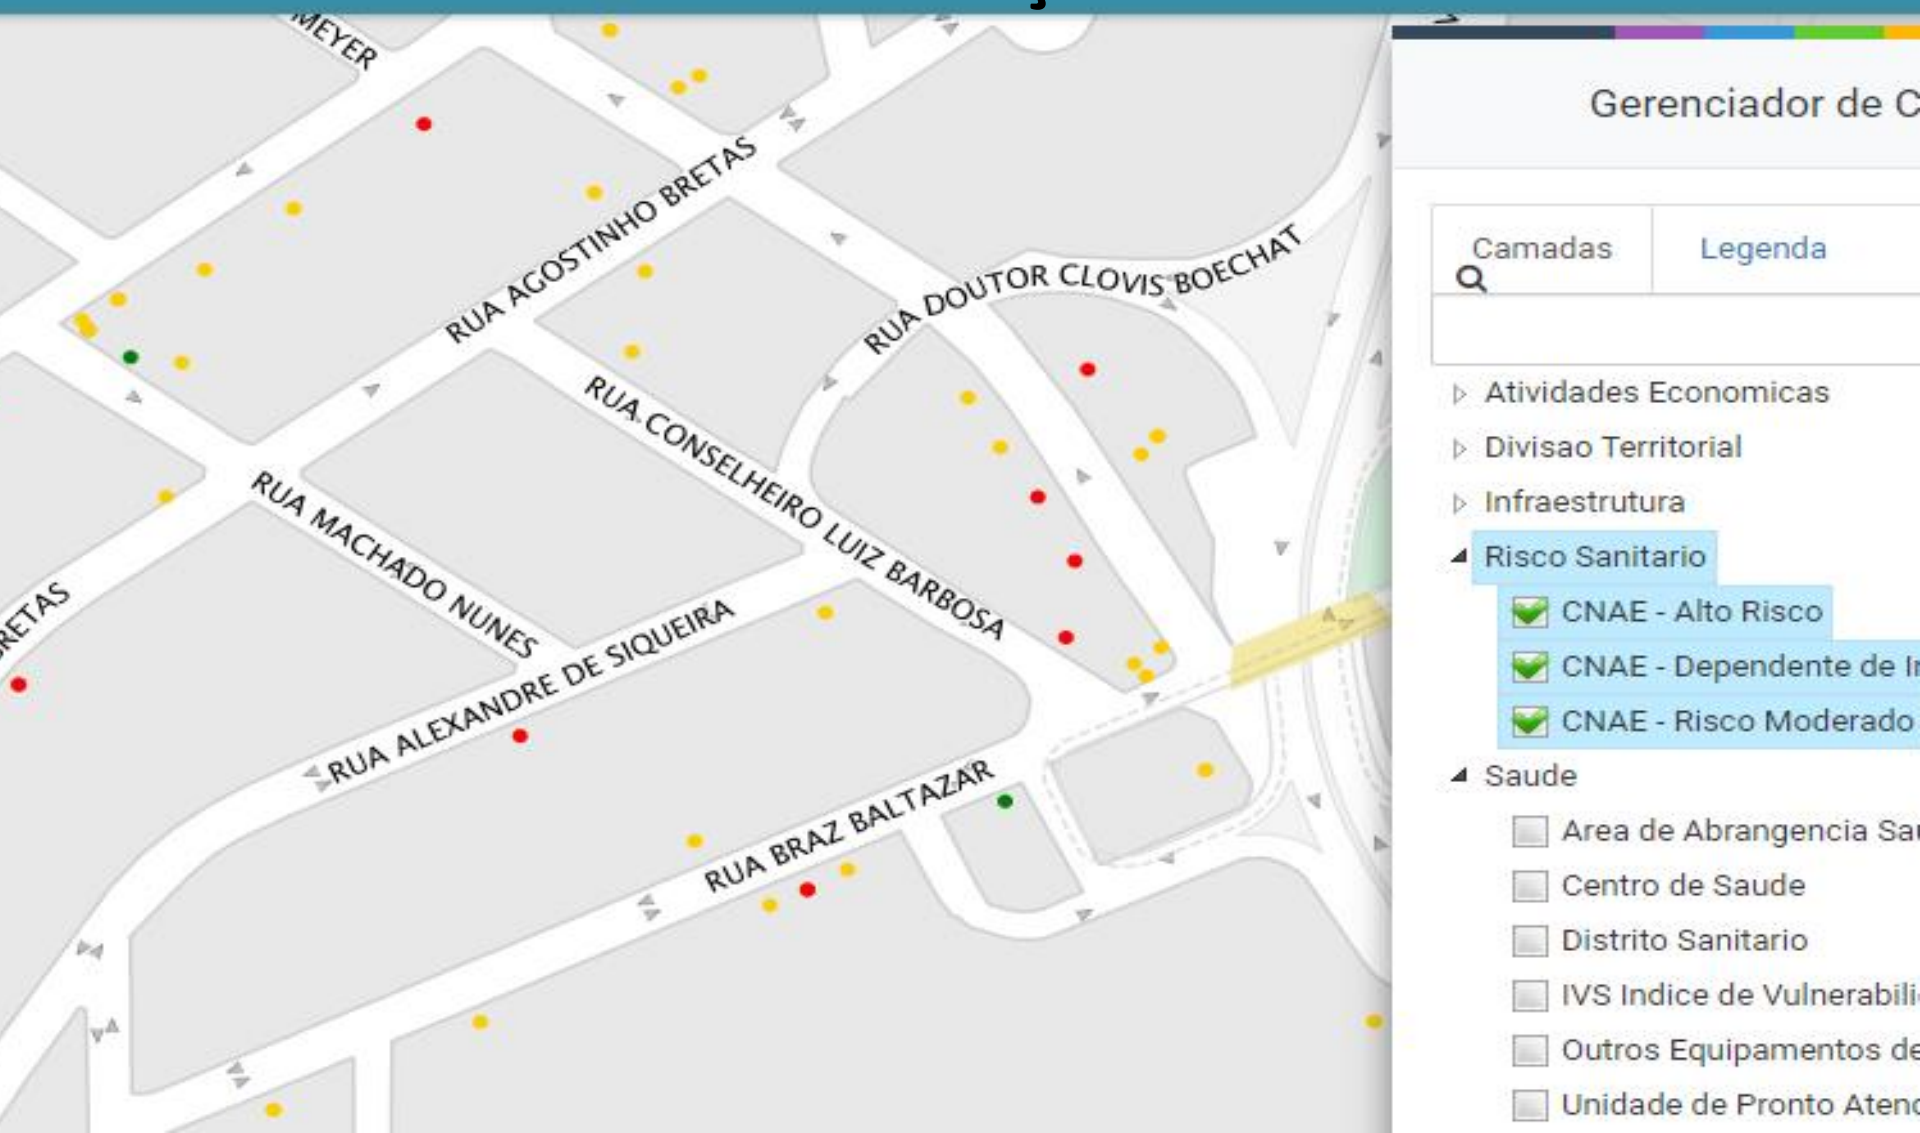 MEYER
RUA AGOSTINHO BRETAS
RUA DOUTOR CLOVIS BOECHAT
RUA CONSELHEIRO LUIZ BARBOSA
RUA MACHADO NUNES
RETAS
RUA ALEXANDRE DE SIQUEIRA
RUA BRAZ BALTAZAR
Gerenciador de C
Camadas Legenda
Atividades Economicas
Divisao Territorial
Infraestrutura
Risco Sanitario
CNAE - Alto Risco
CNAE - Dependente de In
CNAE - Risco Moderado
Saude
Area de Abrangencia Sau
Centro de Saude
Distrito Sanitario
IVS Indice de Vulnerabili
Outros Equipamentos de
Unidade de Pronto Atend